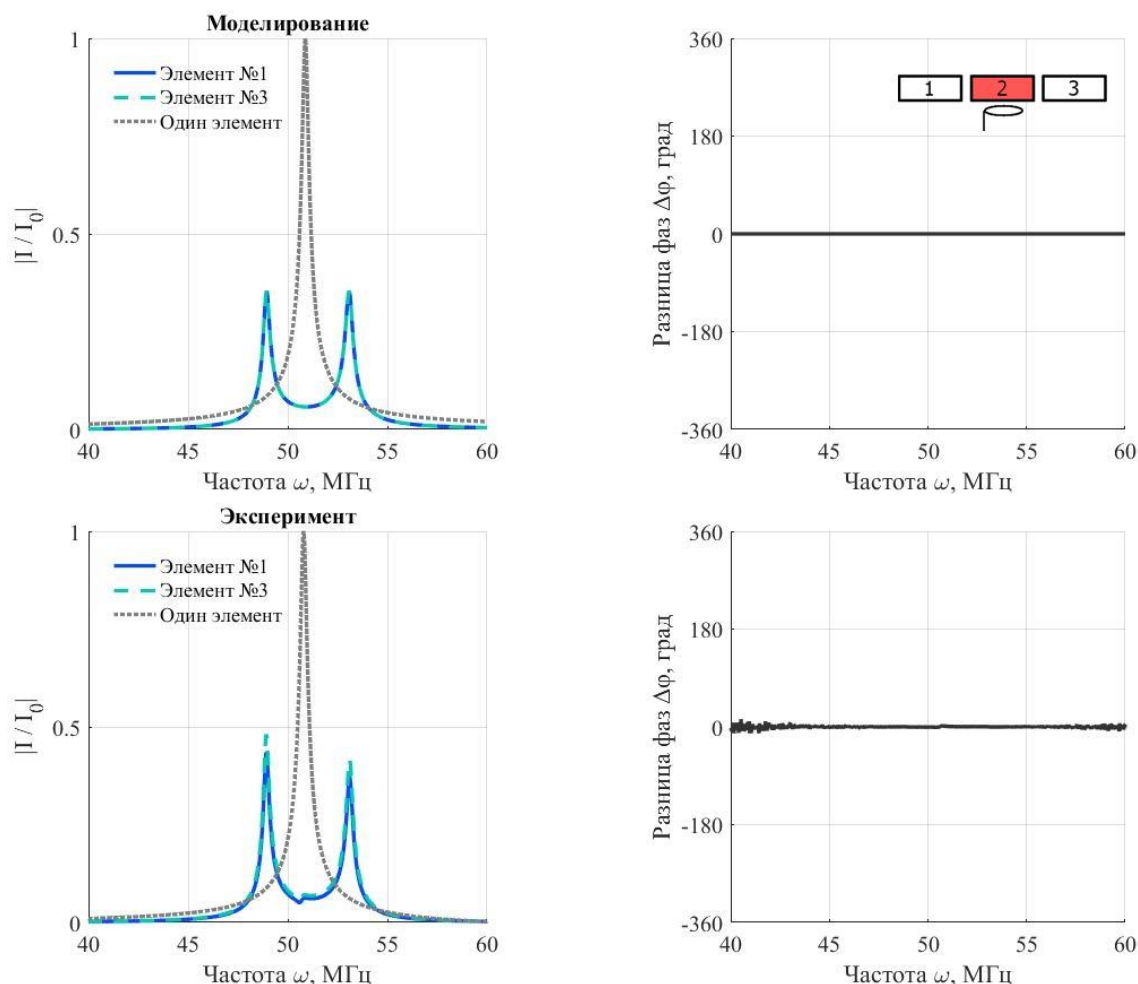 Моделирование
1
0.5
0
|I / I0|
Элемент №1
Элемент №3
Один элемент
40
45
50
55
60
Частота ω, МГц
360
180
0
-180
-360
Разница фаз Δφ, град
1
2
3
40
45
50
55
60
Частота ω, МГц
Эксперимент
1
0.5
0
|I / I0|
Элемент №1
Элемент №3
Один элемент
40
45
50
55
60
Частота ω, МГц
360
180
0
-180
-360
Разница фаз Δφ, град
40
45
50
55
60
Частота ω, МГц